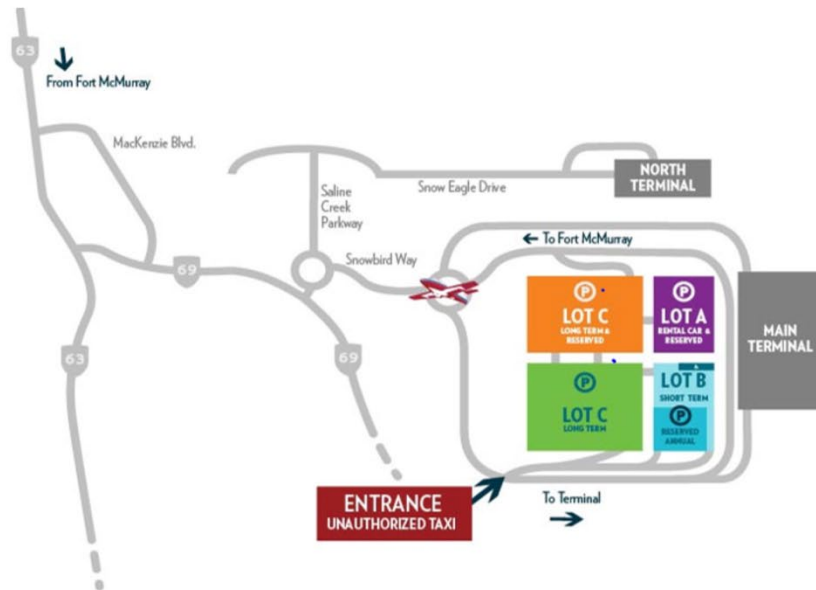 63
From Fort McMurray
MacKenzie Blvd.
NORTH
TERMINAL
Snow Eagle Drive
Saline
Creek
Parkway
To Fort McMurray
Snowbird Way
69
P
LOT C
LONG TERM &
RESERVED
P
LOT A
RENTAL CAR &
RESERVED
MAIN
TERMINAL
63
69
P
LOT C
LONG TERM
LOT B
SHORT TERM
P
RESERVED
ANNUAL
ENTRANCE
UNAUTHORIZED TAXI
To Terminal